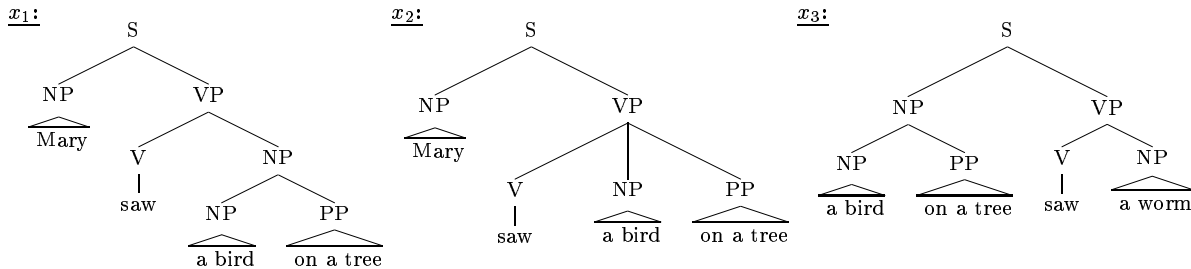 x1: x2: x3:
S S S
NP VP NP VP NP VP
Mary V NP Mary V NP PP NP PP V NP
saw NP PP saw a bird on a tree a bird on a tree saw a worm
a bird on a tree